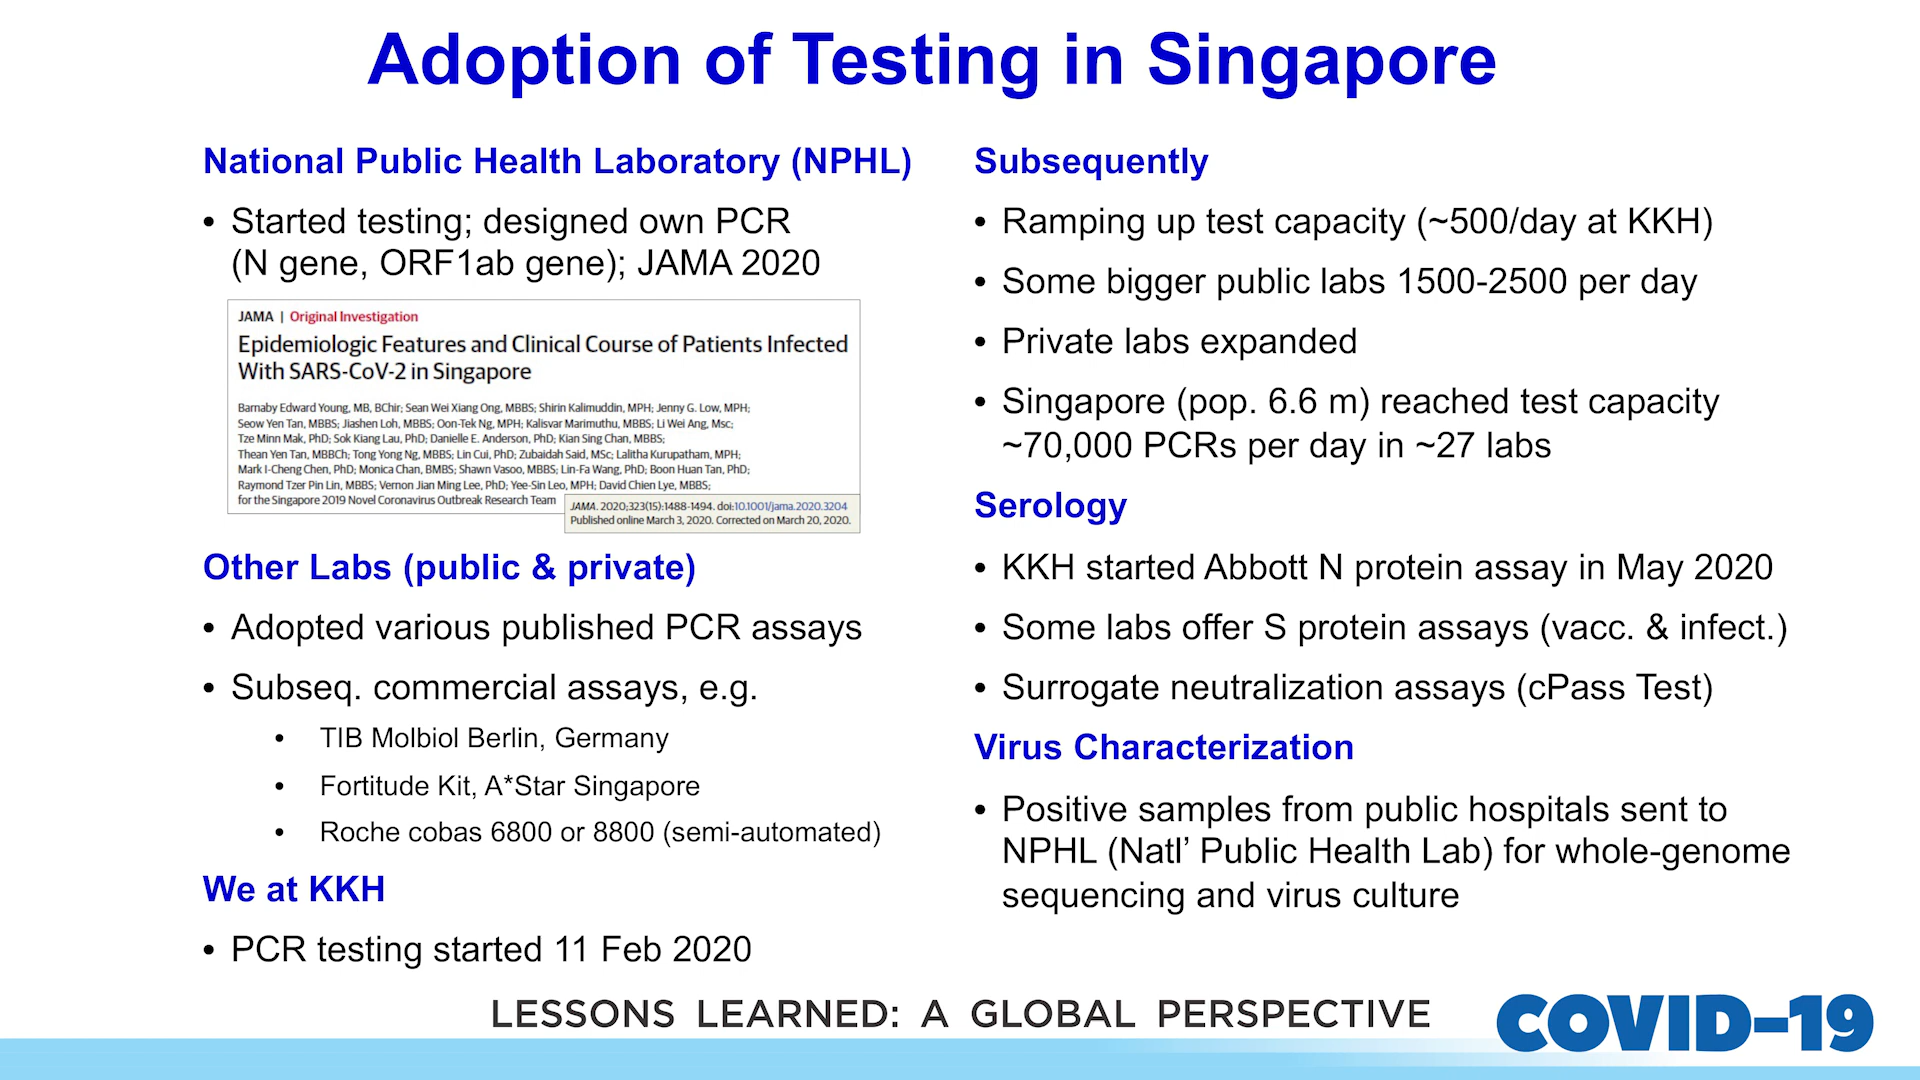 Adoption of Testing in Singapore
National Public Health Laboratory (NPHL)
• Started testing; designed own PCR
(N gene, ORF1ab gene); JAMA 2020
JAMA | Original Investigation
Epidemiologic Features and Clinical Course of Patients Infected
With SARS-CoV-2 in Singapore
Barnaby Edward Young, MB, BChir; Sean Wei Xiang Ong, MBBS; Shirin Kalimuddin, MPH; Jenny G. Low, MPH;
Seow Yen Tan, MBBS; Jiashen Loh, MBBS; Oon-Tek Ng, MPH; Kalisvar Marimuthu, MBBS; Li Wei Ang, Msc;
Tze Minn Mak, PhD; Sok Kiang Lau, PhD; Danielle E. Anderson, PhD; Kian Sing Chan, MBBS;
Thean Yen Tan, MBBCh; Tong Yong Ng, MBBS; Lin Cui, PhD; Zubaidah Said, MSc; Lalitha Kurupatham, MPH;
Mark I-Cheng Chen, PhD; Monica Chan, BMBS; Shawn Vasoo, MBBS; Lin-Fa Wang, PhD; Boon Huan Tan, PhD;
Raymond Tzer Pin Lin, MBBS; Vernon Jian Ming Lee, PhD; Yee-Sin Leo, MPH; David Chien Lye, MBBS;
for the Singapore 2019 Novel Coronavirus Outbreak Research Team
JAMA. 2020;323(15):1488-1494. doi:10.1001/jama.2020.3204
Published online March 3, 2020. Corrected on March 20, 2020.
Other Labs (public & private)
• Adopted various published PCR assays
• Subseq. commercial assays, e.g.
• TIB Molbiol Berlin, Germany
• Fortitude Kit, A*Star Singapore
• Roche cobas 6800 or 8800 (semi-automated)
We at KKH
• PCR testing started 11 Feb 2020
Subsequently
• Ramping up test capacity (~500/day at KKH)
• Some bigger public labs 1500-2500 per day
• Private labs expanded
• Singapore (pop. 6.6 m) reached test capacity
~70,000 PCRs per day in ~27 labs
Serology
• KKH started Abbott N protein assay in May 2020
• Some labs offer S protein assays (vacc. & infect.)
• Surrogate neutralization assays (cPass Test)
Virus Characterization
• Positive samples from public hospitals sent to
NPHL (Natl’ Public Health Lab) for whole-genome
sequencing and virus culture
LESSONS LEARNED: A GLOBAL PERSPECTIVE
COVID-19